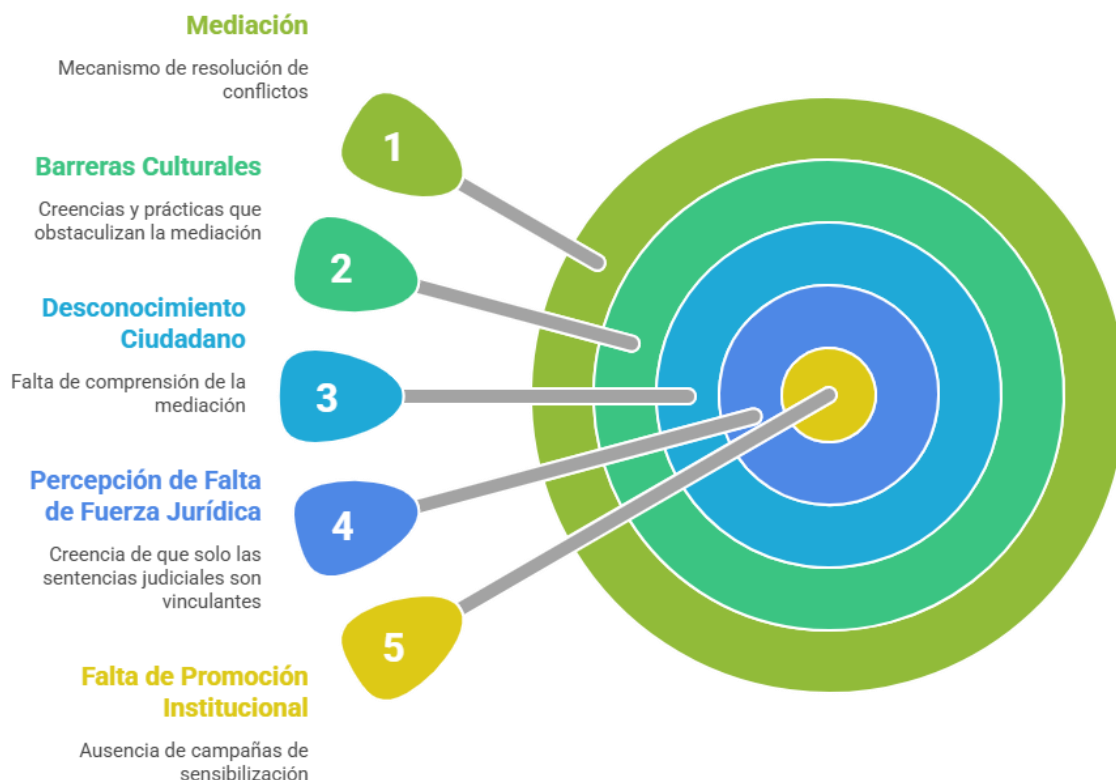 Mediación
Mecanismo de resolución de
conflictos
1
Barreras Culturales
Creencias y prácticas que
obstaculizan la mediación
2
Desconocimiento
Ciudadano
Falta de comprensión de la
mediación
3
Percepción de Falta
de Fuerza Jurídica
Creencia de que solo las
sentencias judiciales son
vinculantes
4
Falta de Promoción
Institucional
Ausencia de campañas de
sensibilización
5